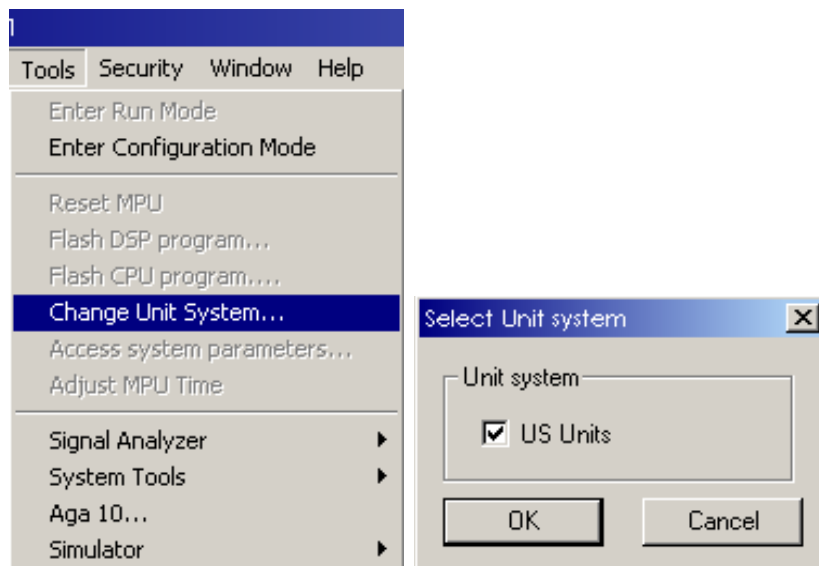 Tools Security Window Help
Enter Run Mode
Enter Configuration Mode
Reset MPU
Flash DSP program...
Flash CPU program....
Change Unit System...
Access system parameters...
Adjust MPU Time
Signal Analyzer
System Tools
Aga 10...
Simulator
Select Unit system
Unit system
US Units
OK Cancel